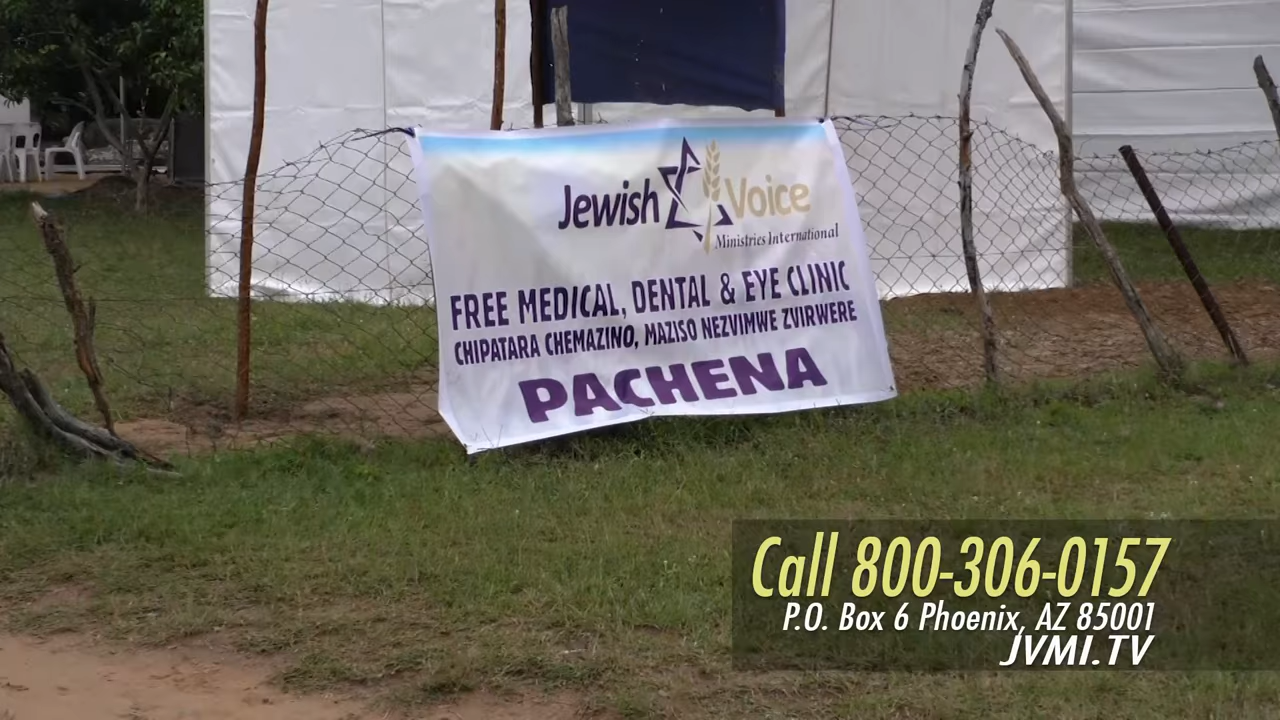 Jewish Voice
Ministries International
FREE MEDICAL, DENTAL & EYE CLINIC
CHIPATARA CHEMAZINO, MAZISO NEZVIMWE ZVIRWERE
PACHENA
Call 800-306-0157
P.O. Box 6 Phoenix, AZ 85001
JVMI.TV